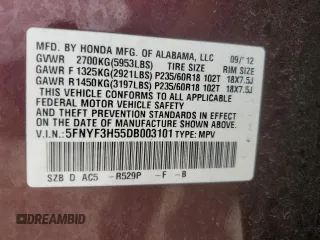 MFD. BY HONDA MFG. OF ALABAMA, LLC 09/12
GVWR 2700KG(5953LBS) TIRE SIZE RIM SIZE
GAWR F 1325KG(2921LBS) P235/60R18 102T 18X7.5J
GAWR R1450KG(3197LBS) P235/60R18 102T 18X7.5J
THIS VEHICLE CONFORMS TO ALL APPLICABLE
FEDERAL MOTOR VEHICLE SAFETY AND THEFT
PREVENTION STANDARDS IN EFFECT ON THE
DATE OF MANUFACTURE SHOWN ABOVE.
V.I.N.: 5FNYF3H55DB003101 TYPE: MPV
SZB D AC5 -R529P -F -B
DREAMBID
DREAMBID.COM